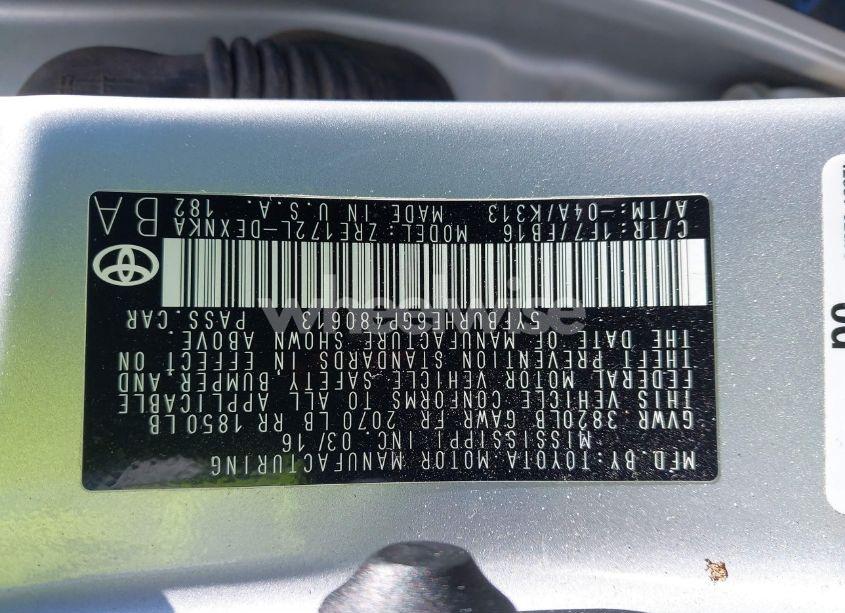 MFD. BY: TOYOTA MOTOR MANUFACTURING
MISSISSIPPI INC. 03/16
GVWR 3820LB GAWR FR 2070 LB RR 1850LB
THIS VEHICLE CONFORMS TO ALL APPLICABLE
FEDERAL MOTOR VEHICLE SAFETY BUMPER AND
THEFT PREVENTION STANDARDS IN EFFECT ON
THE DATE OF MANUFACTURE SHOWN ABOVE
5YFBURHE6GP480613 PASS. CAR
C/TR: 1F7/FB16 MODEL: ZRE172L-DEXNKA
A/TM: -04A/K313 MADE IN U.S.A. 182
BA
wheelwise